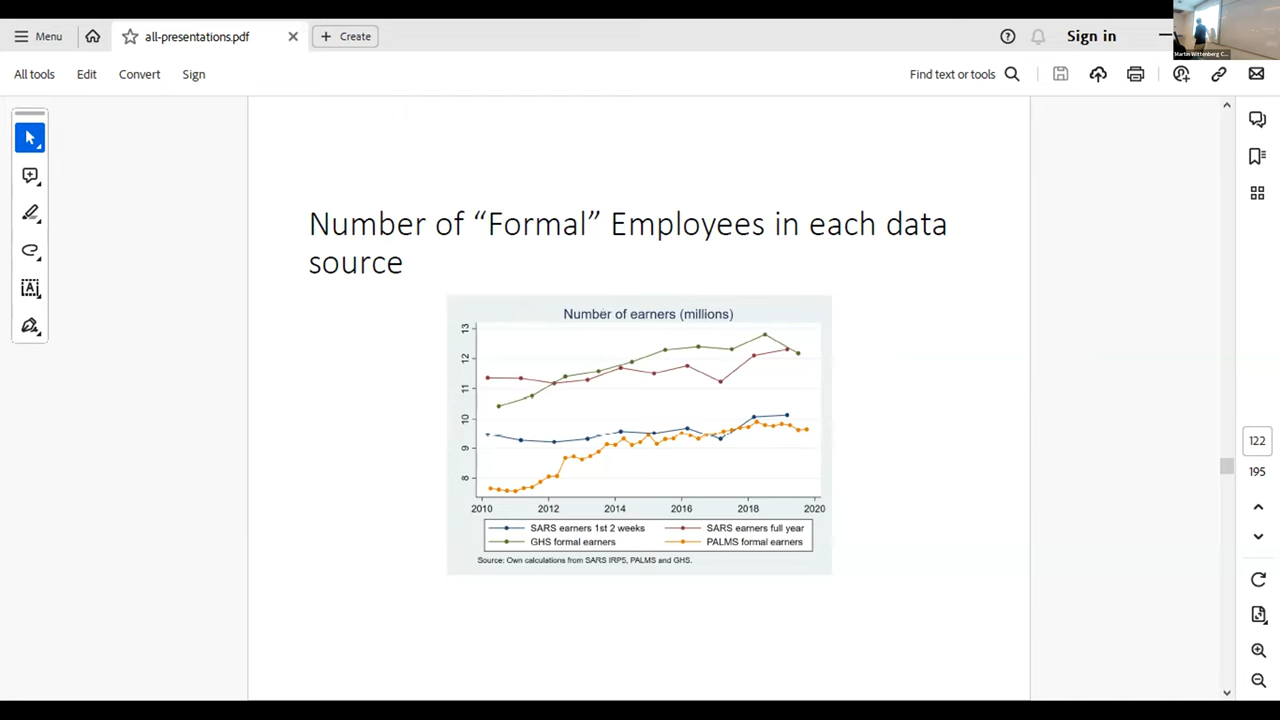 Menu
all-presentations.pdf
Create
Sign in
Martin Wittenberg C...
All tools
Edit
Convert
Sign
Find text or tools
Number of “Formal” Employees in each data
source
Number of earners (millions)
13
12
11
10
9
8
2010 2012 2014 2016 2018 2020
SARS earners 1st 2 weeks SARS earners full year
GHS formal earners PALMS formal earners
Source: Own calculations from SARS IRP5, PALMS and GHS.
122
195